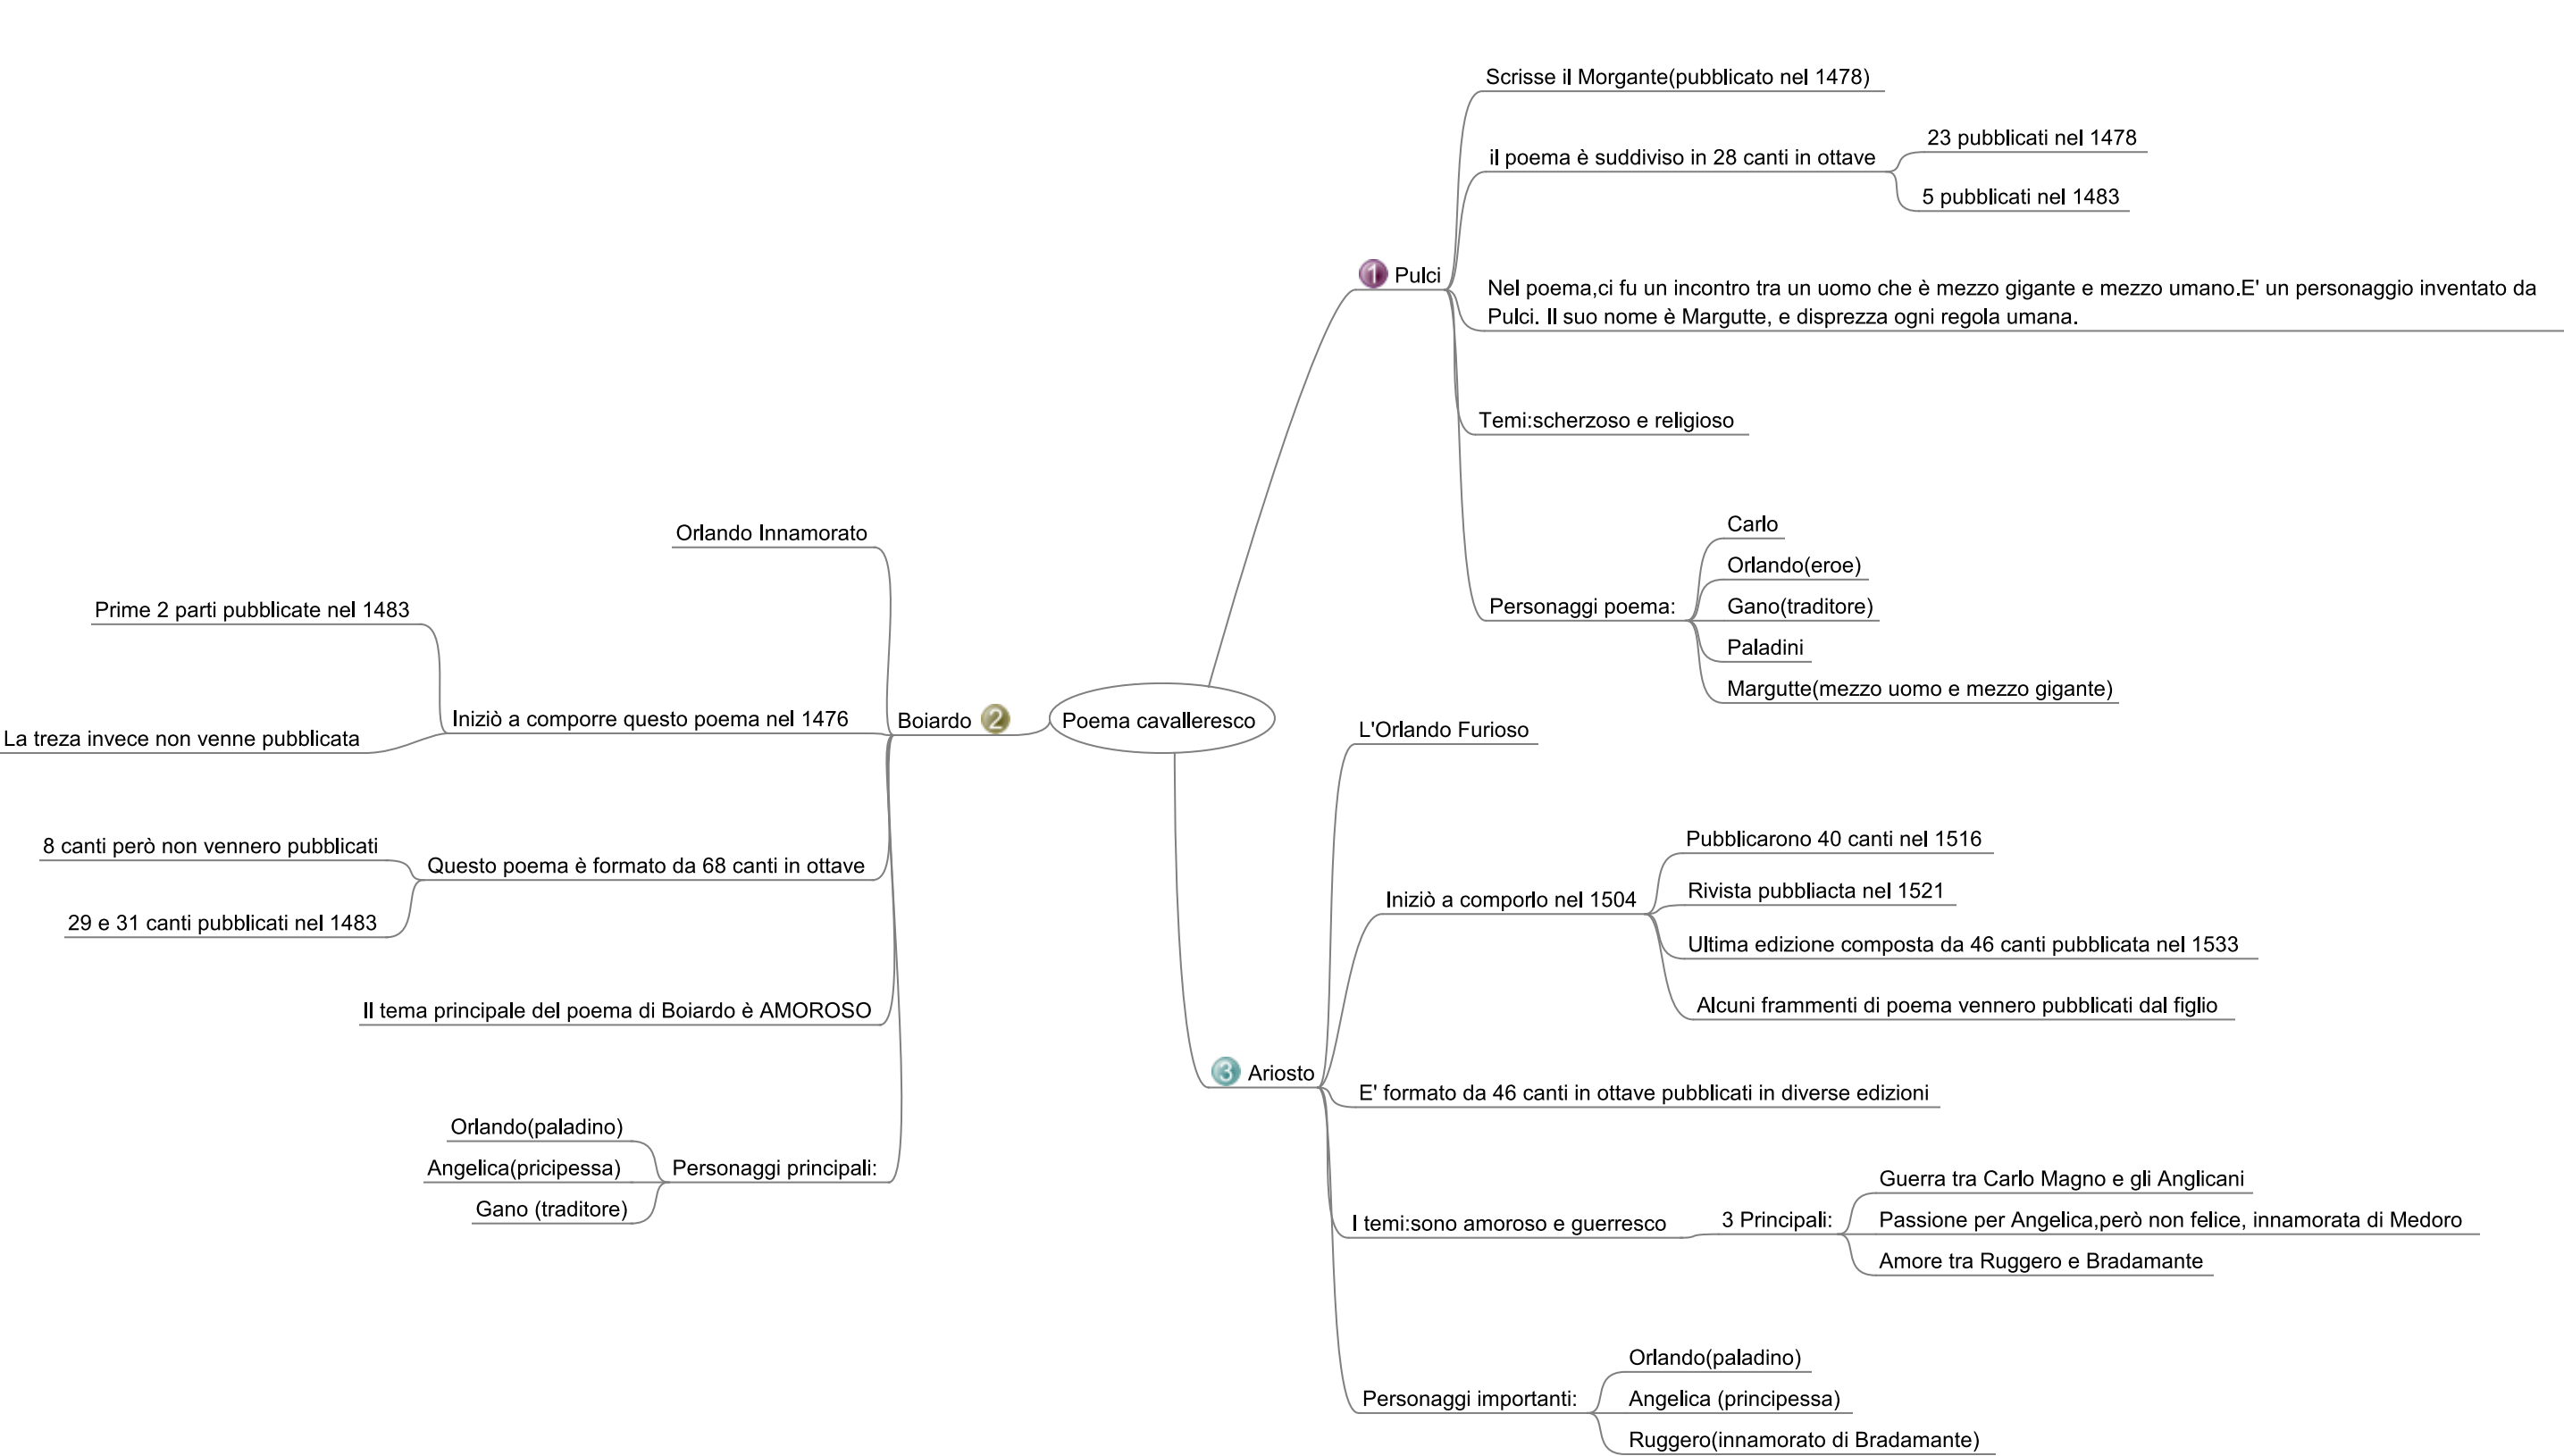 Poema cavalleresco
1 Pulci
Scrisse il Morgante(pubblicato nel 1478)
il poema è suddiviso in 28 canti in ottave
23 pubblicati nel 1478
5 pubblicati nel 1483
Nel poema,ci fu un incontro tra un uomo che è mezzo gigante e mezzo umano.E' un personaggio inventato da
Pulci. Il suo nome è Margutte, e disprezza ogni regola umana.
Temi:scherzoso e religioso
Personaggi poema:
Carlo
Orlando(eroe)
Gano(traditore)
Paladini
Margutte(mezzo uomo e mezzo gigante)
Boiardo 2
Orlando Innamorato
Iniziò a comporre questo poema nel 1476
Prime 2 parti pubblicate nel 1483
La treza invece non venne pubblicata
Questo poema è formato da 68 canti in ottave
8 canti però non vennero pubblicati
29 e 31 canti pubblicati nel 1483
Il tema principale del poema di Boiardo è AMOROSO
Personaggi principali:
Orlando(paladino)
Angelica(pricipessa)
Gano (traditore)
3 Ariosto
L'Orlando Furioso
Iniziò a comporlo nel 1504
Pubblicarono 40 canti nel 1516
Rivista pubbliacta nel 1521
Ultima edizione composta da 46 canti pubblicata nel 1533
Alcuni frammenti di poema vennero pubblicati dal figlio
E' formato da 46 canti in ottave pubblicati in diverse edizioni
I temi:sono amoroso e guerresco
3 Principali:
Guerra tra Carlo Magno e gli Anglicani
Passione per Angelica,però non felice, innamorata di Medoro
Amore tra Ruggero e Bradamante
Personaggi importanti:
Orlando(paladino)
Angelica (principessa)
Ruggero(innamorato di Bradamante)